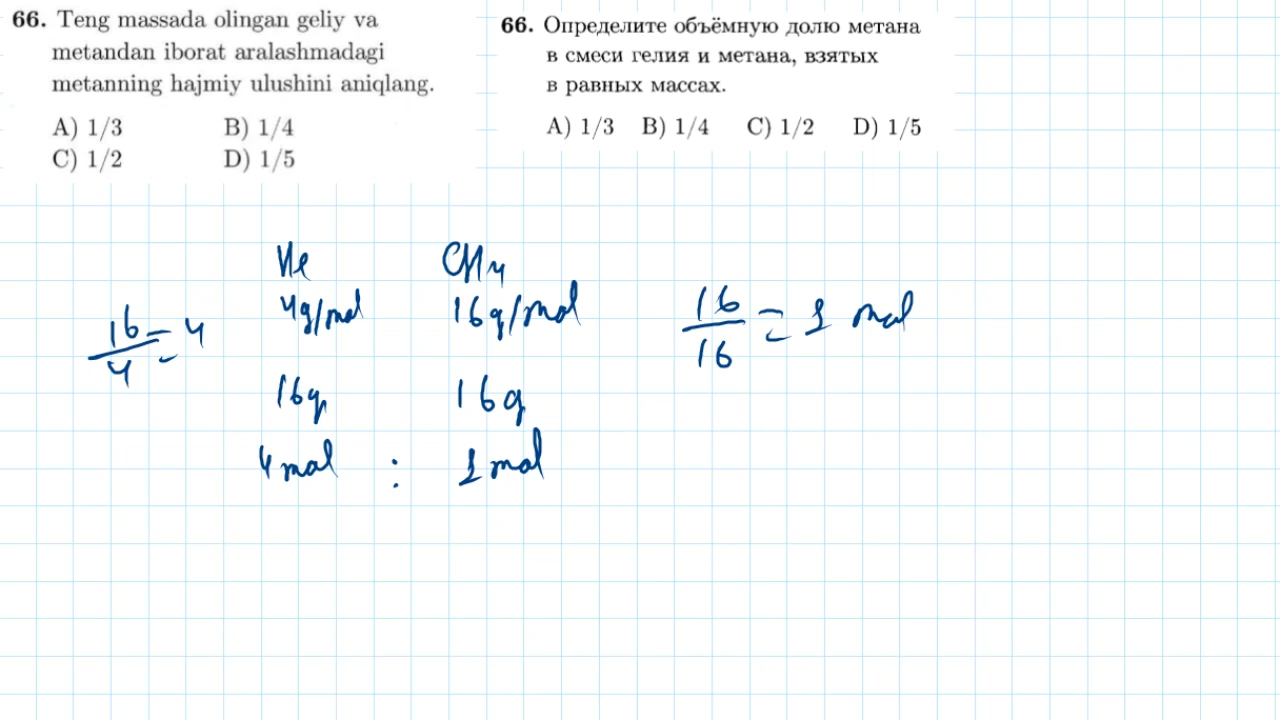 66. Teng massada olingan geliy va
metandan iborat aralashmadagi
metanning hajmiy ulushini aniqlang.
A) 1/3 B) 1/4
C) 1/2 D) 1/5
66. Определите объёмную долю метана
в смеси гелия и метана, взятых
в равных массах.
A) 1/3 B) 1/4 C) 1/2 D) 1/5
He CH4
4g/mol 16g/mol
16/4 = 4
16/16 = 1 mol
16g 16g
4 mol : 1 mol